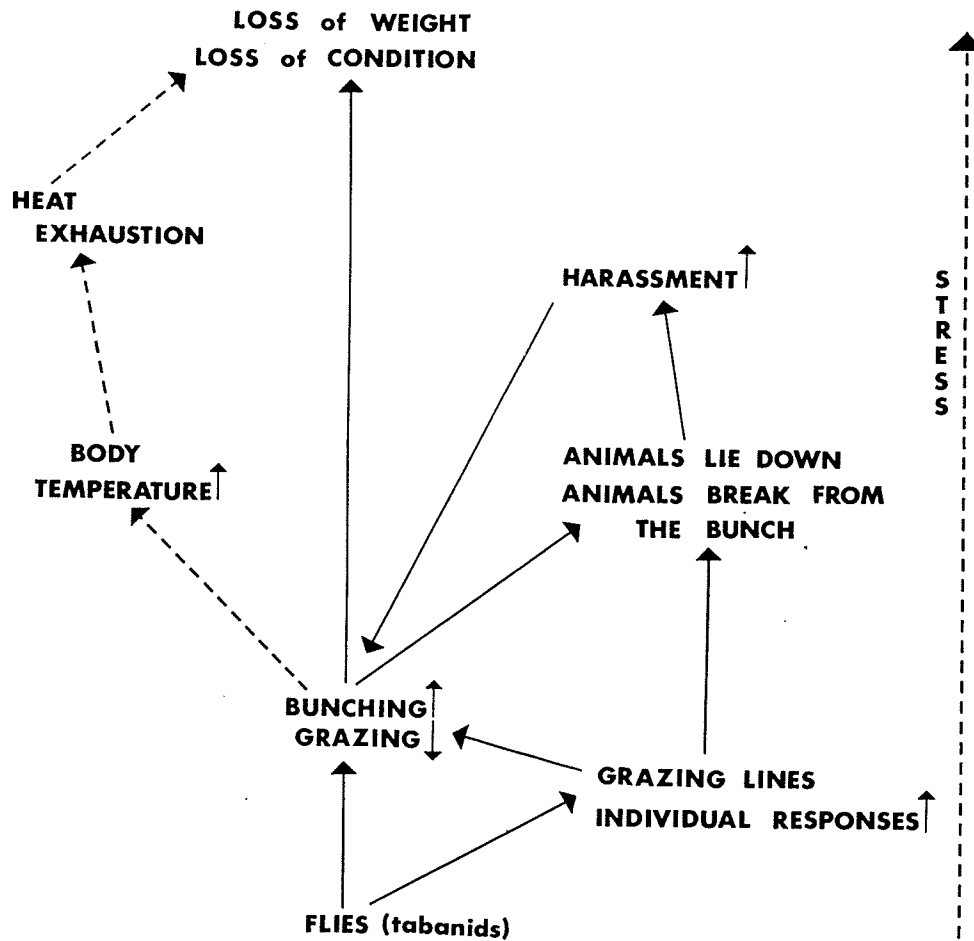 LOSS of WEIGHT
LOSS of CONDITION
HEAT
EXHAUSTION
HARASSMENT
STRESS
BODY
TEMPERATURE
ANIMALS LIE DOWN
ANIMALS BREAK FROM
THE BUNCH
BUNCHING
GRAZING
GRAZING LINES
INDIVIDUAL RESPONSES
FLIES (tabanids)